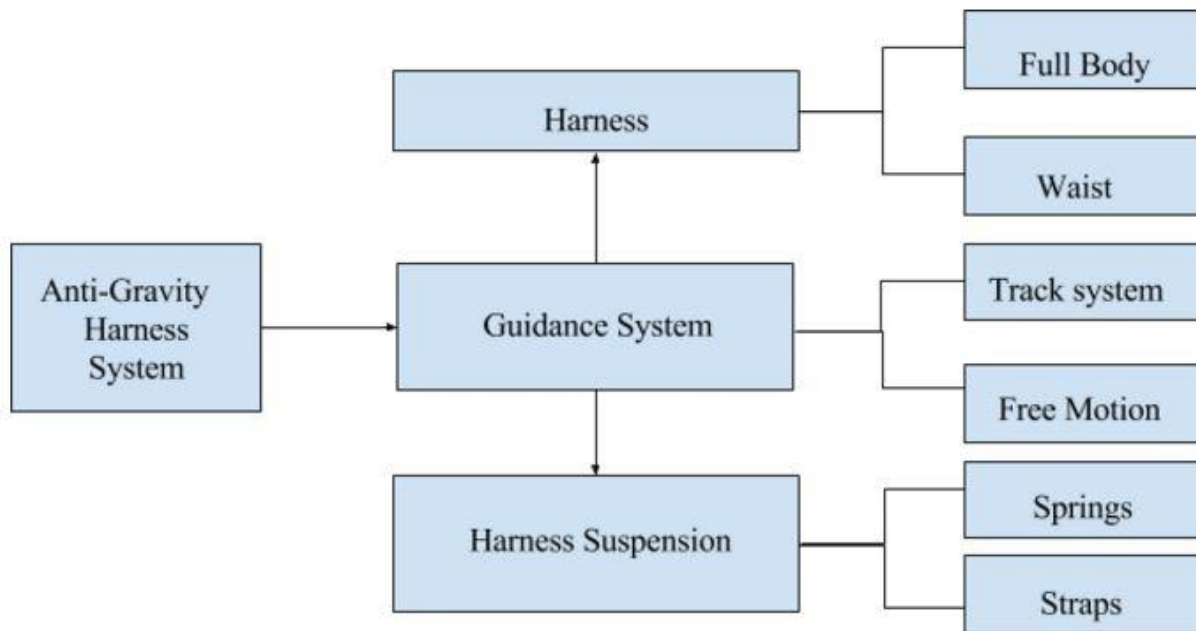 Full Body
Harness
Waist
Anti-Gravity
Harness
System
Guidance System
Track system
Free Motion
Harness Suspension
Springs
Straps